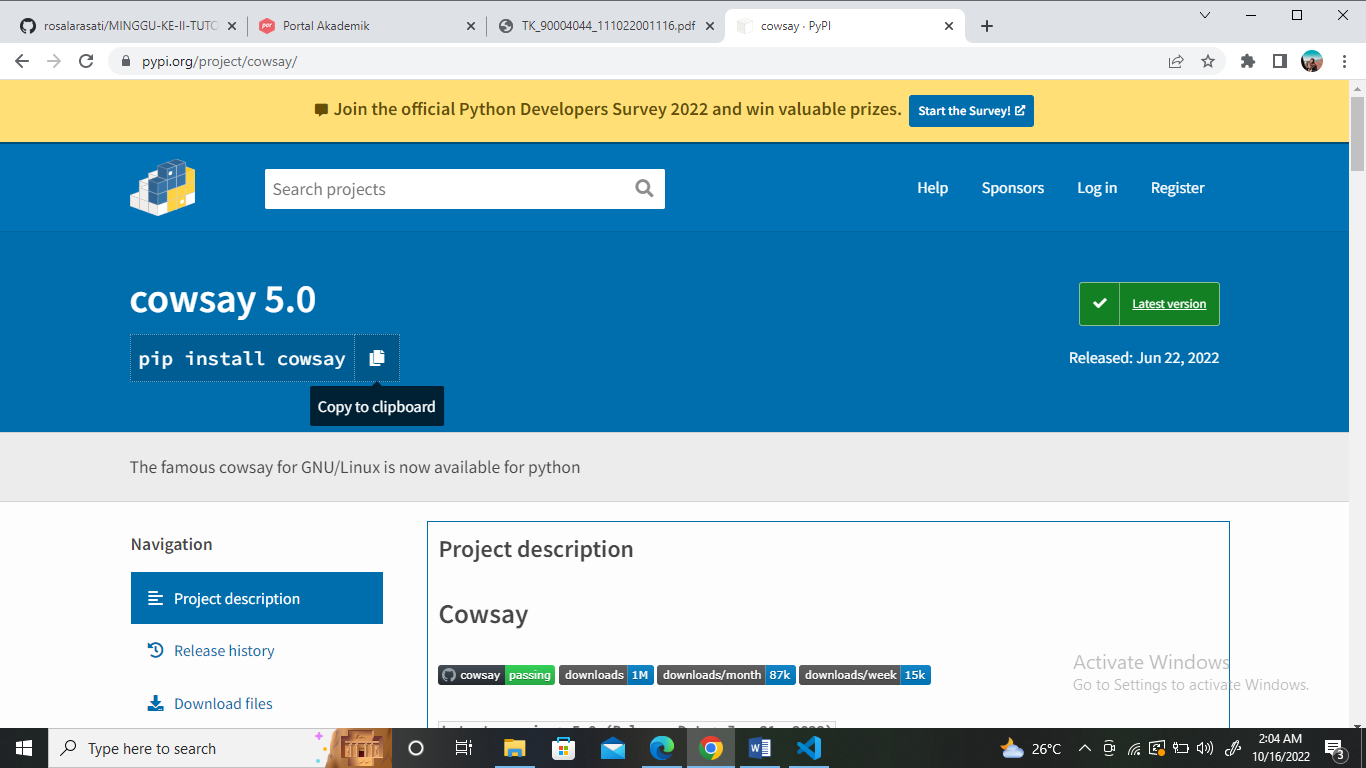 rosalarasati/MINGGU-KE-II-TUTO
Portal Akademik
TK_90004044_111022001116.pdf
cowsay · PyPI
pypi.org/project/cowsay/
Join the official Python Developers Survey 2022 and win valuable prizes.
Start the Survey!
Search projects
Help
Sponsors
Log in
Register
cowsay 5.0
Latest version
pip install cowsay
Released: Jun 22, 2022
Copy to clipboard
The famous cowsay for GNU/Linux is now available for python
Navigation
Project description
Project description
Cowsay
Release history
cowsay passing
downloads 1M
downloads/month 87k
downloads/week 15k
Download files
Activate Windows
Go to Settings to activate Windows.
Type here to search
26°C
2:04 AM
10/16/2022
3